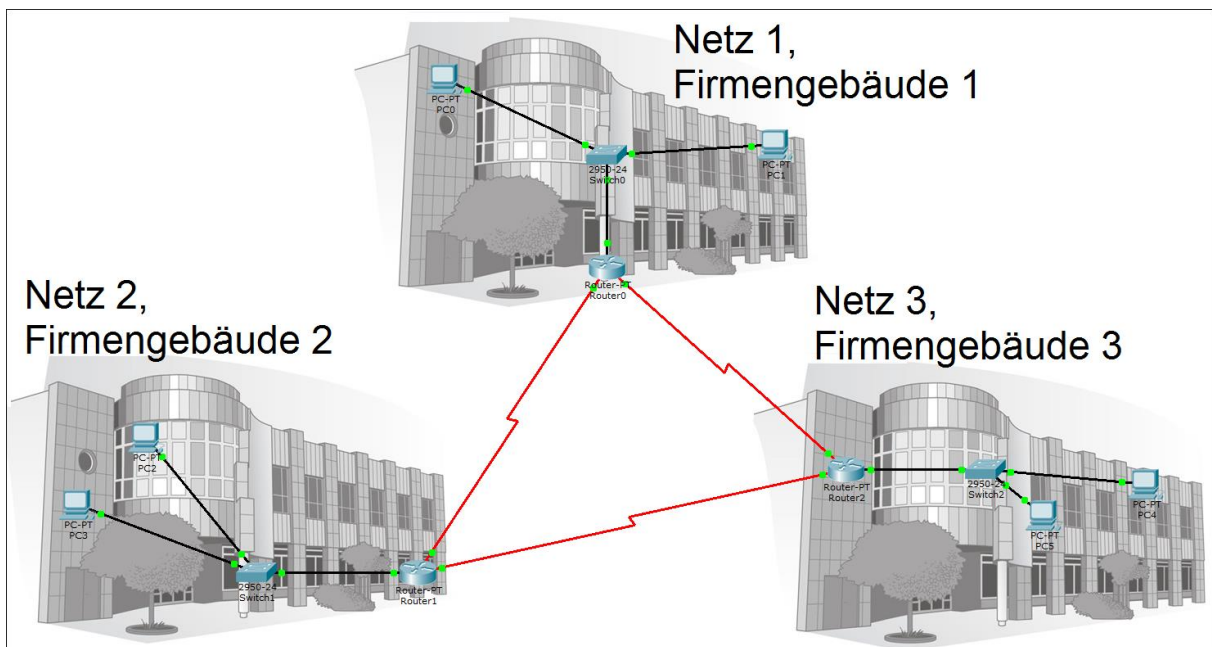 Netz 1,
Firmengebäude 1
PC-PT
PC0
PC-PT
PC1
2950-24
Switch0
Router-PT
Router0
Netz 2,
Firmengebäude 2
PC-PT
PC2
PC-PT
PC3
2950-24
Switch1
Router-PT
Router1
Netz 3,
Firmengebäude 3
Router-PT
Router2
2950-24
Switch2
PC-PT
PC4
PC-PT
PC5